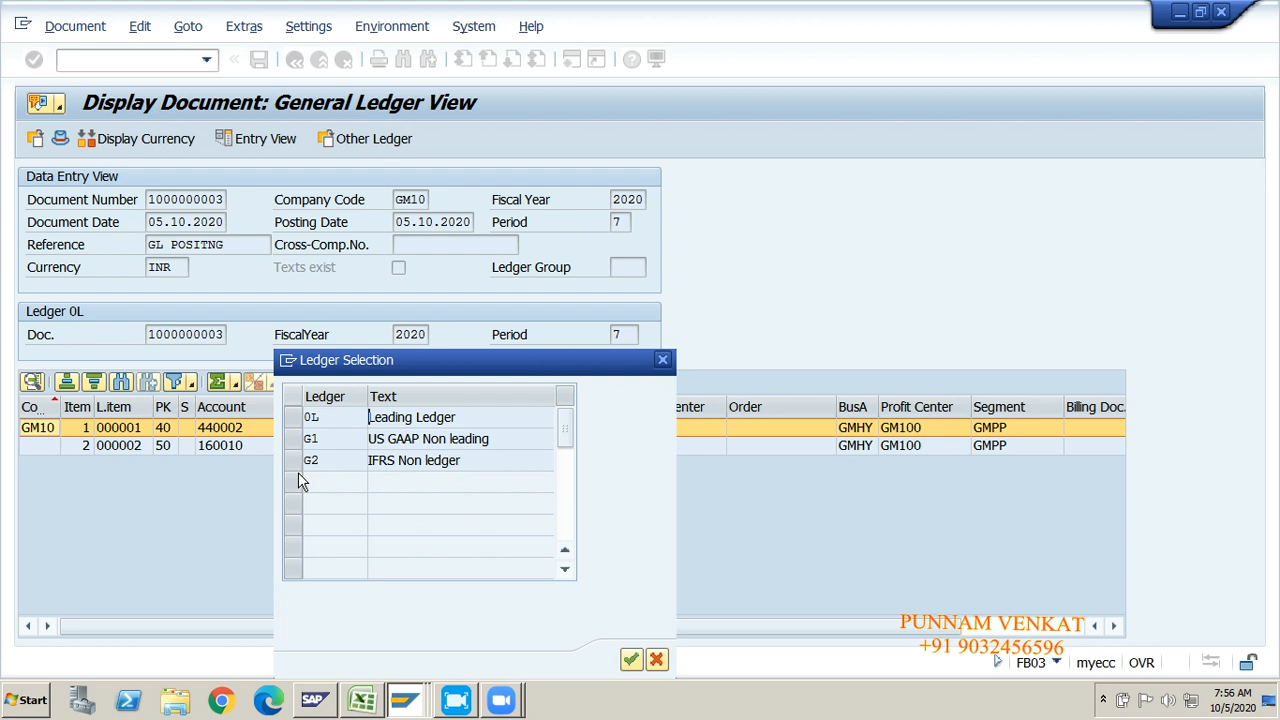 Document Edit Goto Extras Settings Environment System Help
Display Document: General Ledger View
Display Currency Entry View Other Ledger
Data Entry View
Document Number 1000000003 Company Code GM10 Fiscal Year 2020
Document Date 05.10.2020 Posting Date 05.10.2020 Period 7
Reference GL POSITNG Cross-Comp.No.
Currency INR Texts exist Ledger Group
Ledger 0L
Doc. 1000000003 FiscalYear 2020 Period 7
Ledger Selection
Ledger Text
0L Leading Ledger
G1 US GAAP Non leading
G2 IFRS Non ledger
Co... Item L.item PK S Account enter Order BusA Profit Center Segment Biling Doc.
GM10 1 000001 40 440002 GMHY GM100 GMPP
2 000002 50 160010 GMHY GM100 GMPP
PUNNAM VENKAT
+91 9032456596
FB03 myecc OVR
Start SAP 7:56 AM
10/5/2020